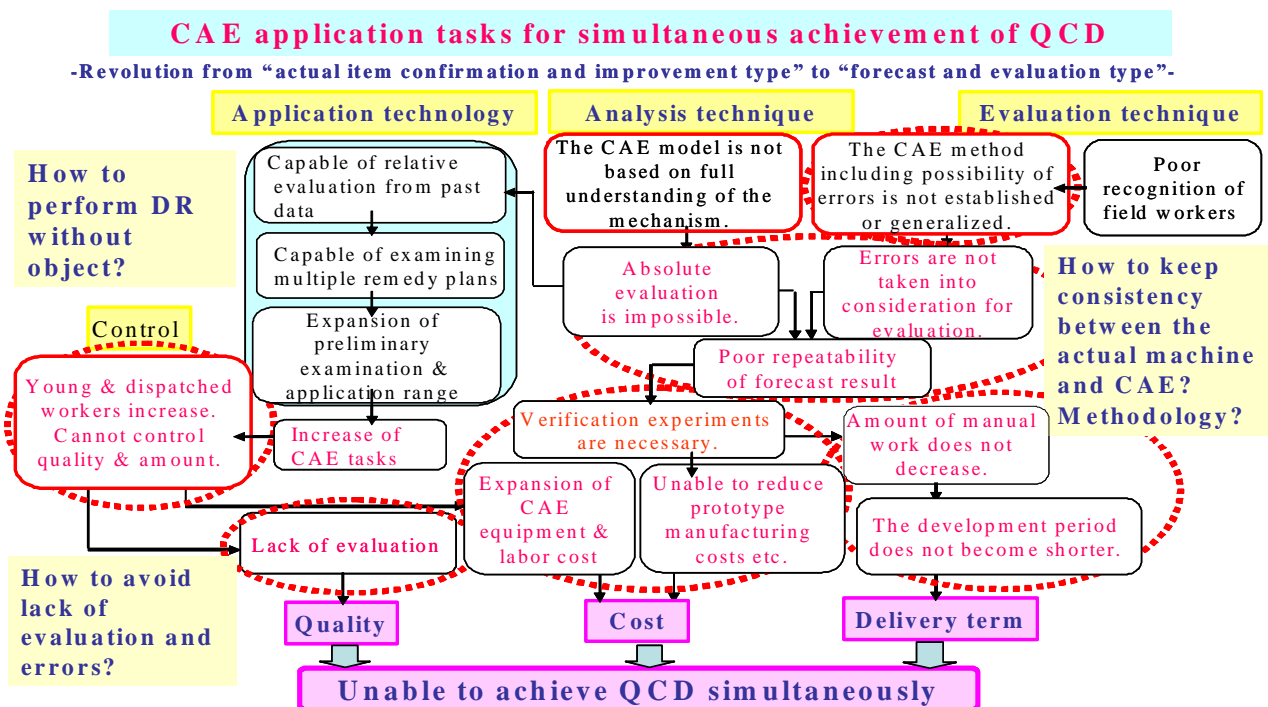 CAE application tasks for simultaneous achievement of QCD
-Revolution from “actual item confirmation and improvement type” to “forecast and evaluation type”-
Application technology
Analysis technique
Evaluation technique
How to
perform DR
without
object?
Capable of relative
evaluation from past
data
The CAE model is not
based on full
understanding of the
mechanism.
The CAE method
including possibility of
errors is not established
or generalized.
Poor
recognition of
field workers
Capable of examining
multiple remedy plans
Absolute
evaluation
is impossible.
Errors are not
taken into
consideration for
evaluation.
How to keep
consistency
between the
actual machine
and CAE?
Methodology?
Control
Expansion of
preliminary
examination &
application range
Poor repeatability
of forecast result
Young & dispatched
workers increase.
Cannot control
quality & amount.
Increase of
CAE tasks
Verification experiments
are necessary.
Amount of manual
work does not
decrease.
Expansion of
CAE
equipment &
labor cost
Unable to reduce
prototype
manufacturing
costs etc.
The development period
does not become shorter.
Lack of evaluation
How to avoid
lack of
evaluation and
errors?
Quality
Cost
Delivery term
Unable to achieve QCD simultaneously